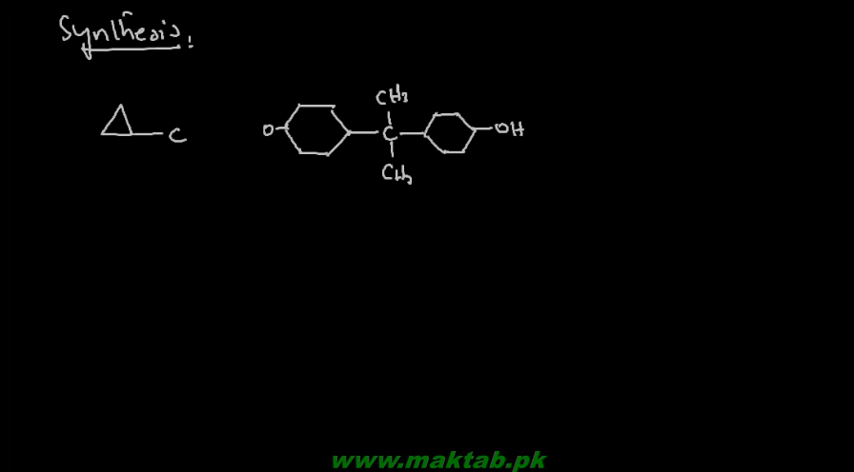 Synthesis:
CH3
C O C OH
CH3
www.maktab.pk